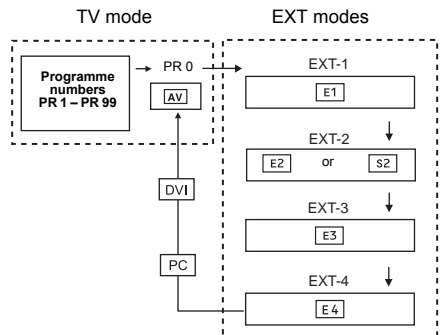 TV mode
EXT modes
Programme
numbers
PR 1 – PR 99
PR 0
AV
EXT-1
E1
EXT-2
E2 or S2
EXT-3
E3
EXT-4
E4
DVI
PC